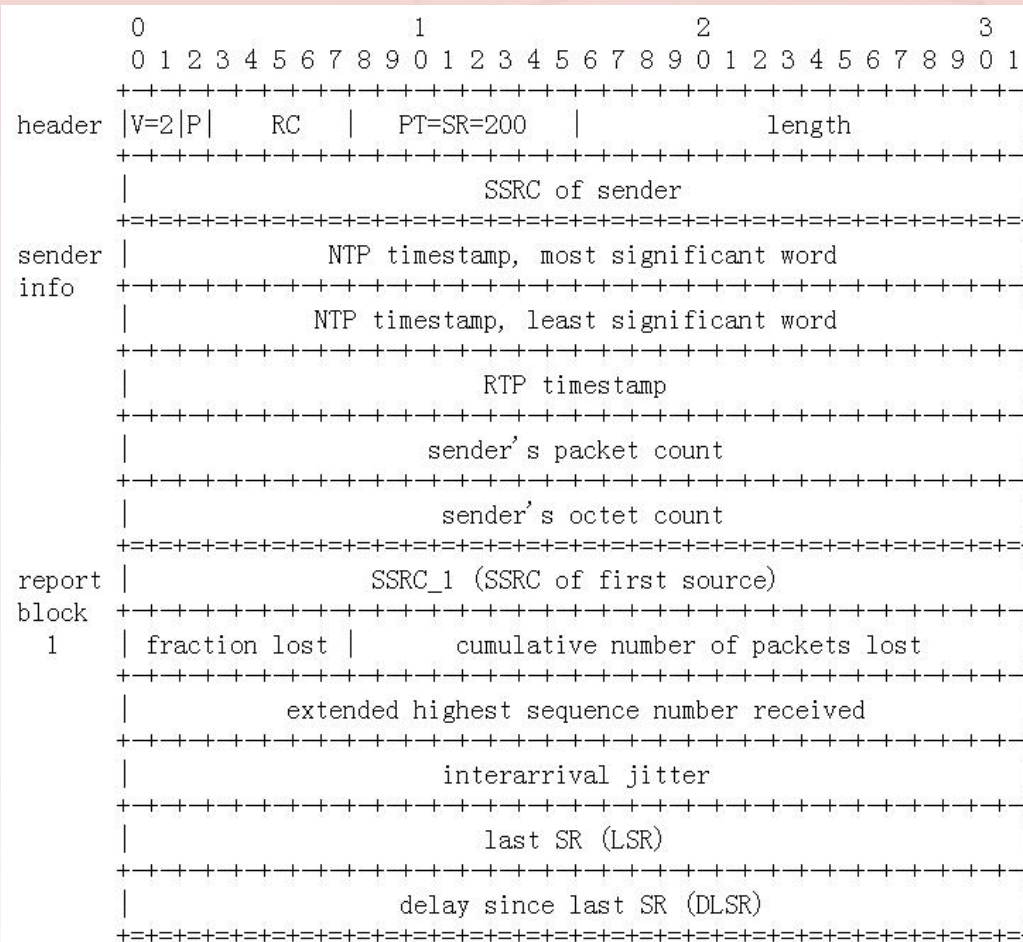 0 1 2 3
0 1 2 3 4 5 6 7 8 9 0 1 2 3 4 5 6 7 8 9 0 1 2 3 4 5 6 7 8 9 0 1
header |V=2|P| RC | PT=SR=200 | length
SSRC of sender
sender | NTP timestamp, most significant word
info
NTP timestamp, least significant word
RTP timestamp
sender's packet count
sender's octet count
report | SSRC_1 (SSRC of first source)
block
1 | fraction lost | cumulative number of packets lost
extended highest sequence number received
interarrival jitter
last SR (LSR)
delay since last SR (DLSR)